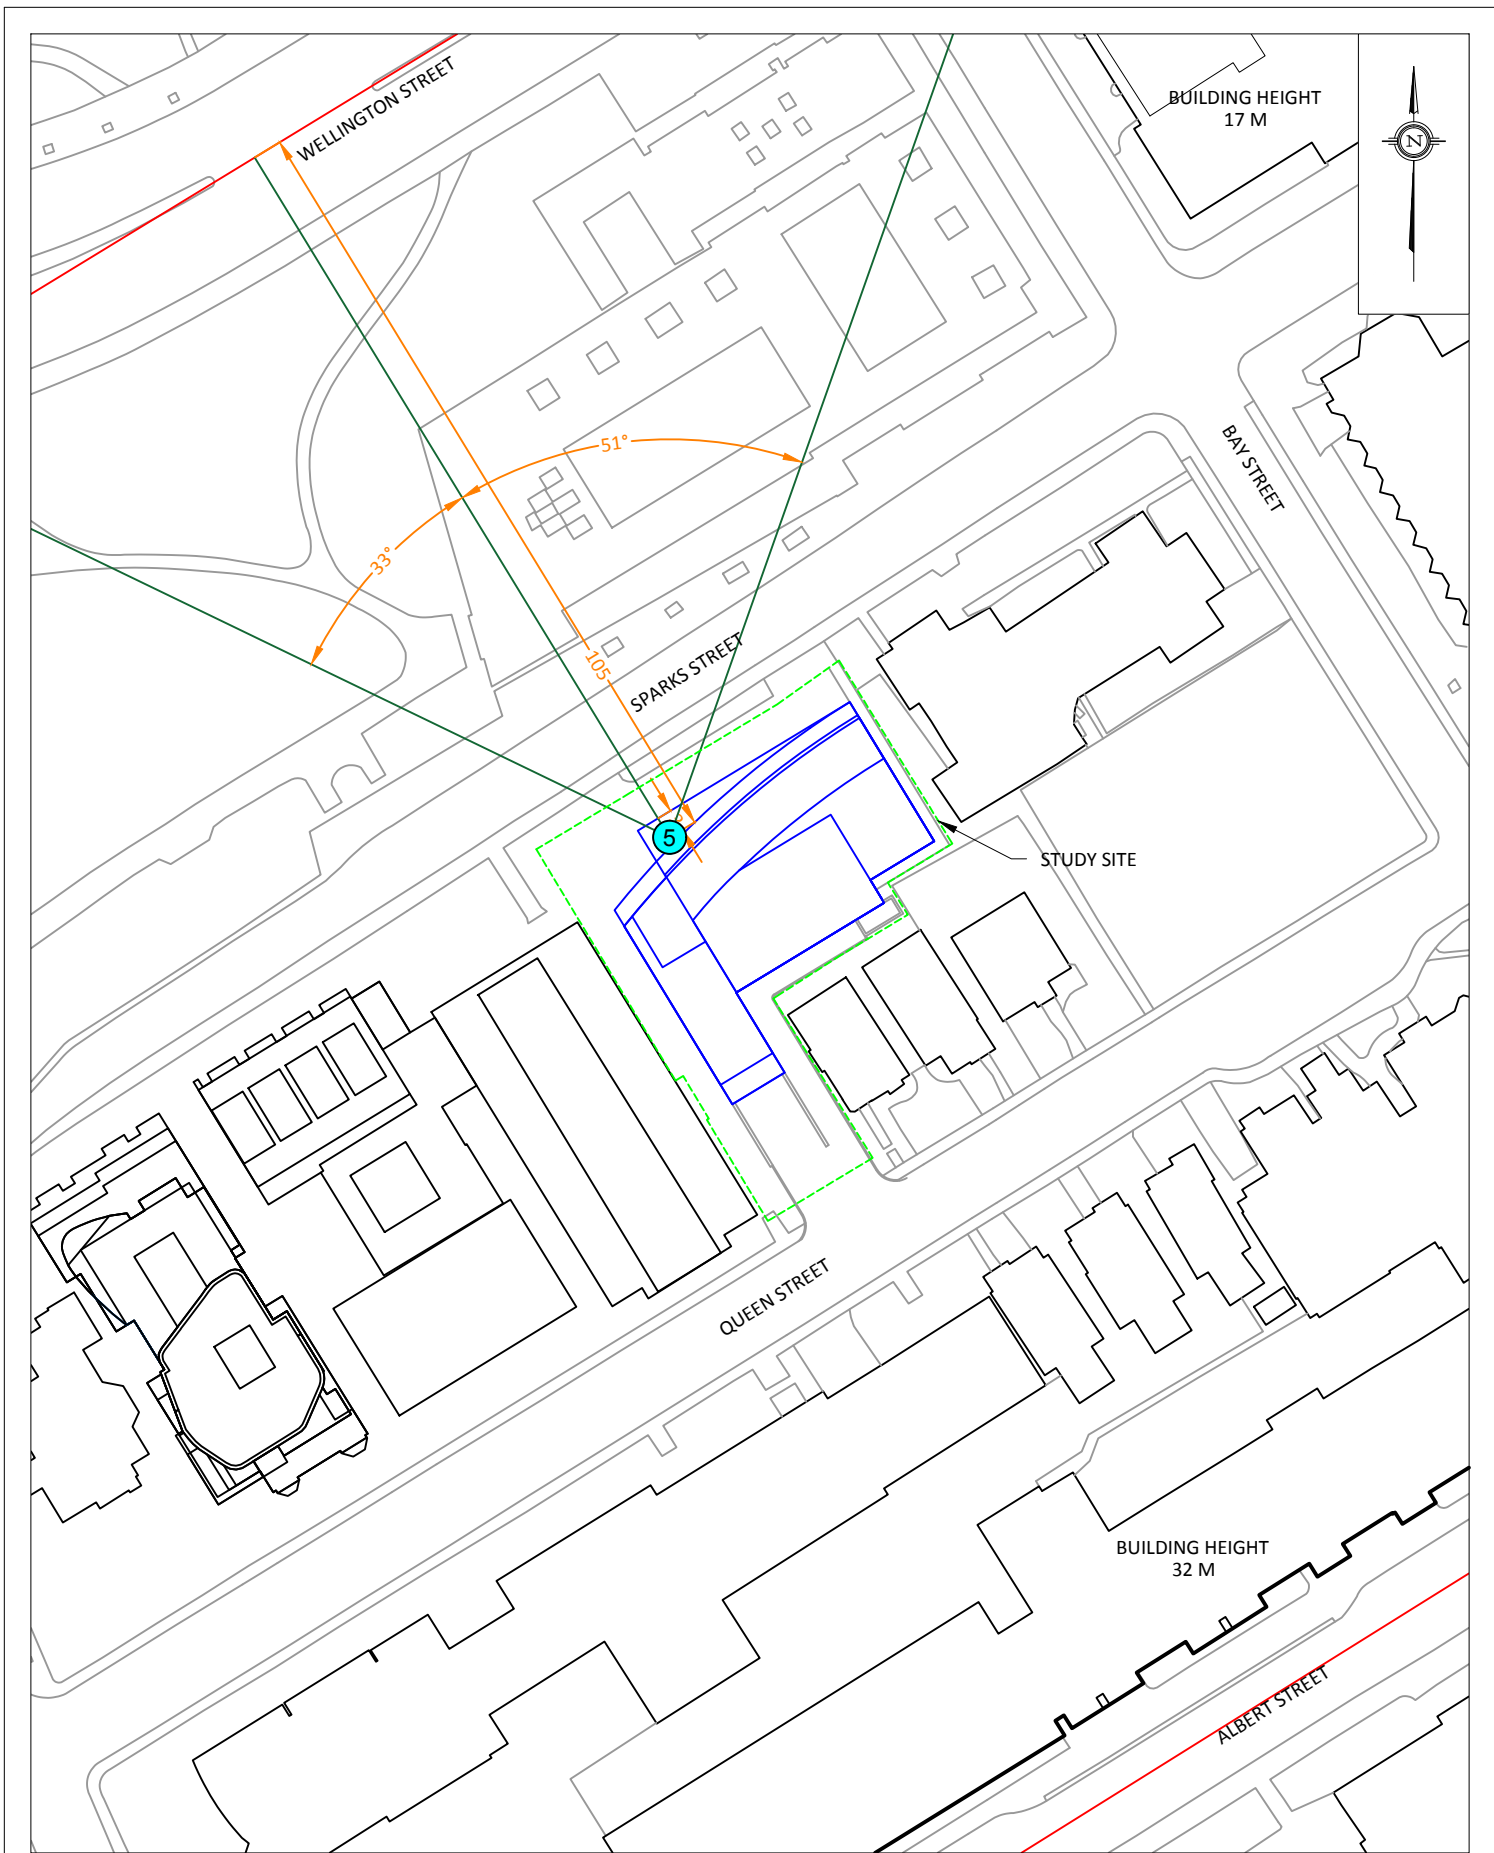 WELLINGTON STREET
BUILDING HEIGHT
17 M
N
51°
33°
BAY STREET
105
SPARKS STREET
5
STUDY SITE
QUEEN STREET
BUILDING HEIGHT
32 M
ALBERT STREET